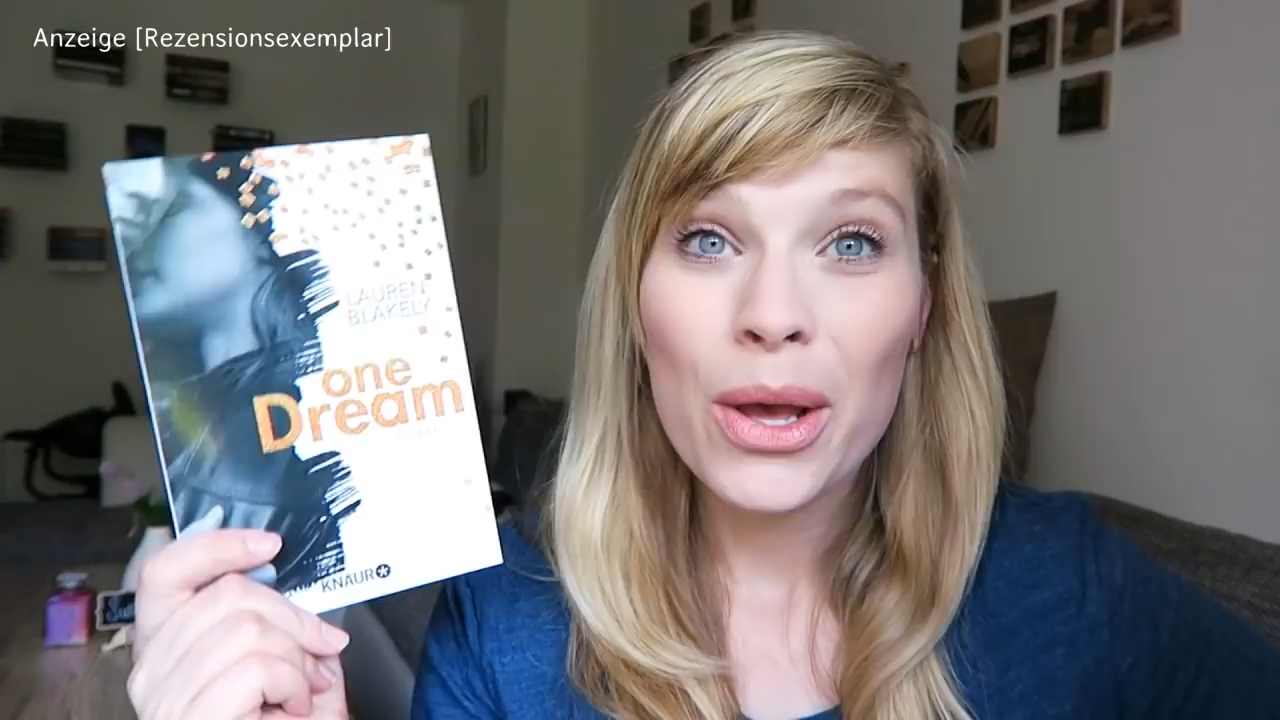 Anzeige [Rezensionsexemplar]
LAUREN
BLAKELY
one
Dream
KNAUR